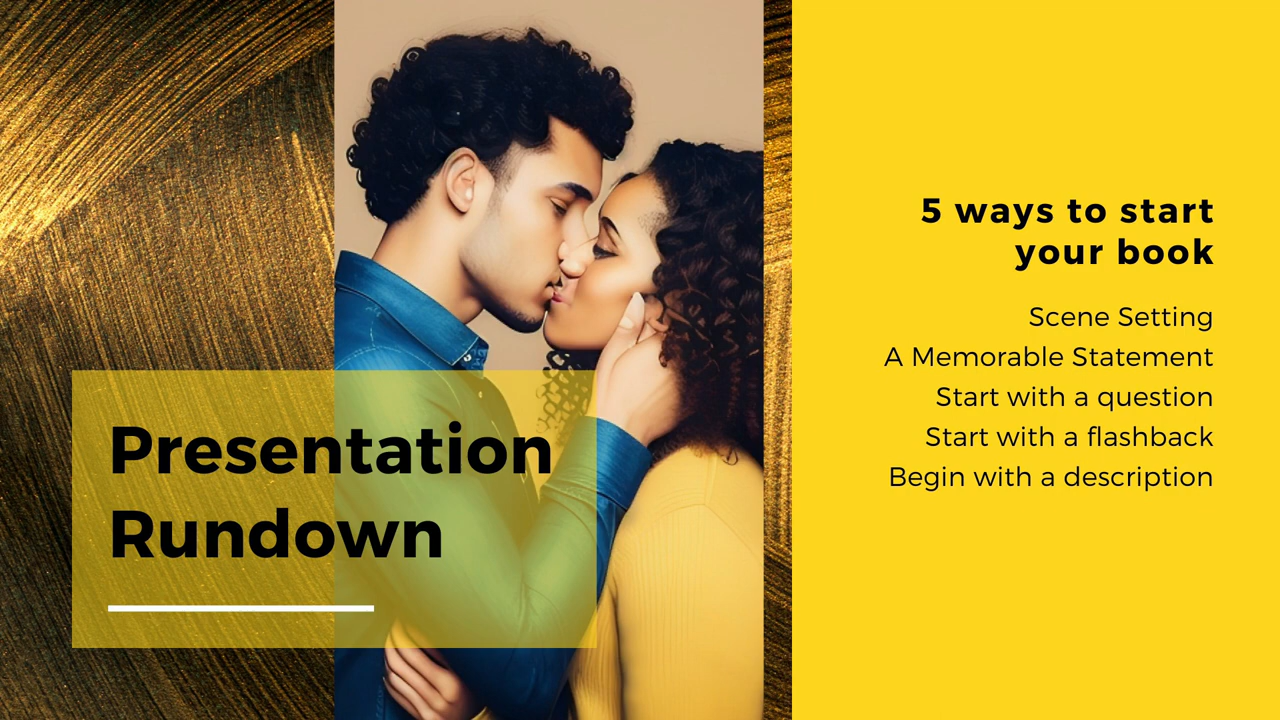 Presentation
Rundown
5 ways to start
your book
Scene Setting
A Memorable Statement
Start with a question
Start with a flashback
Begin with a description